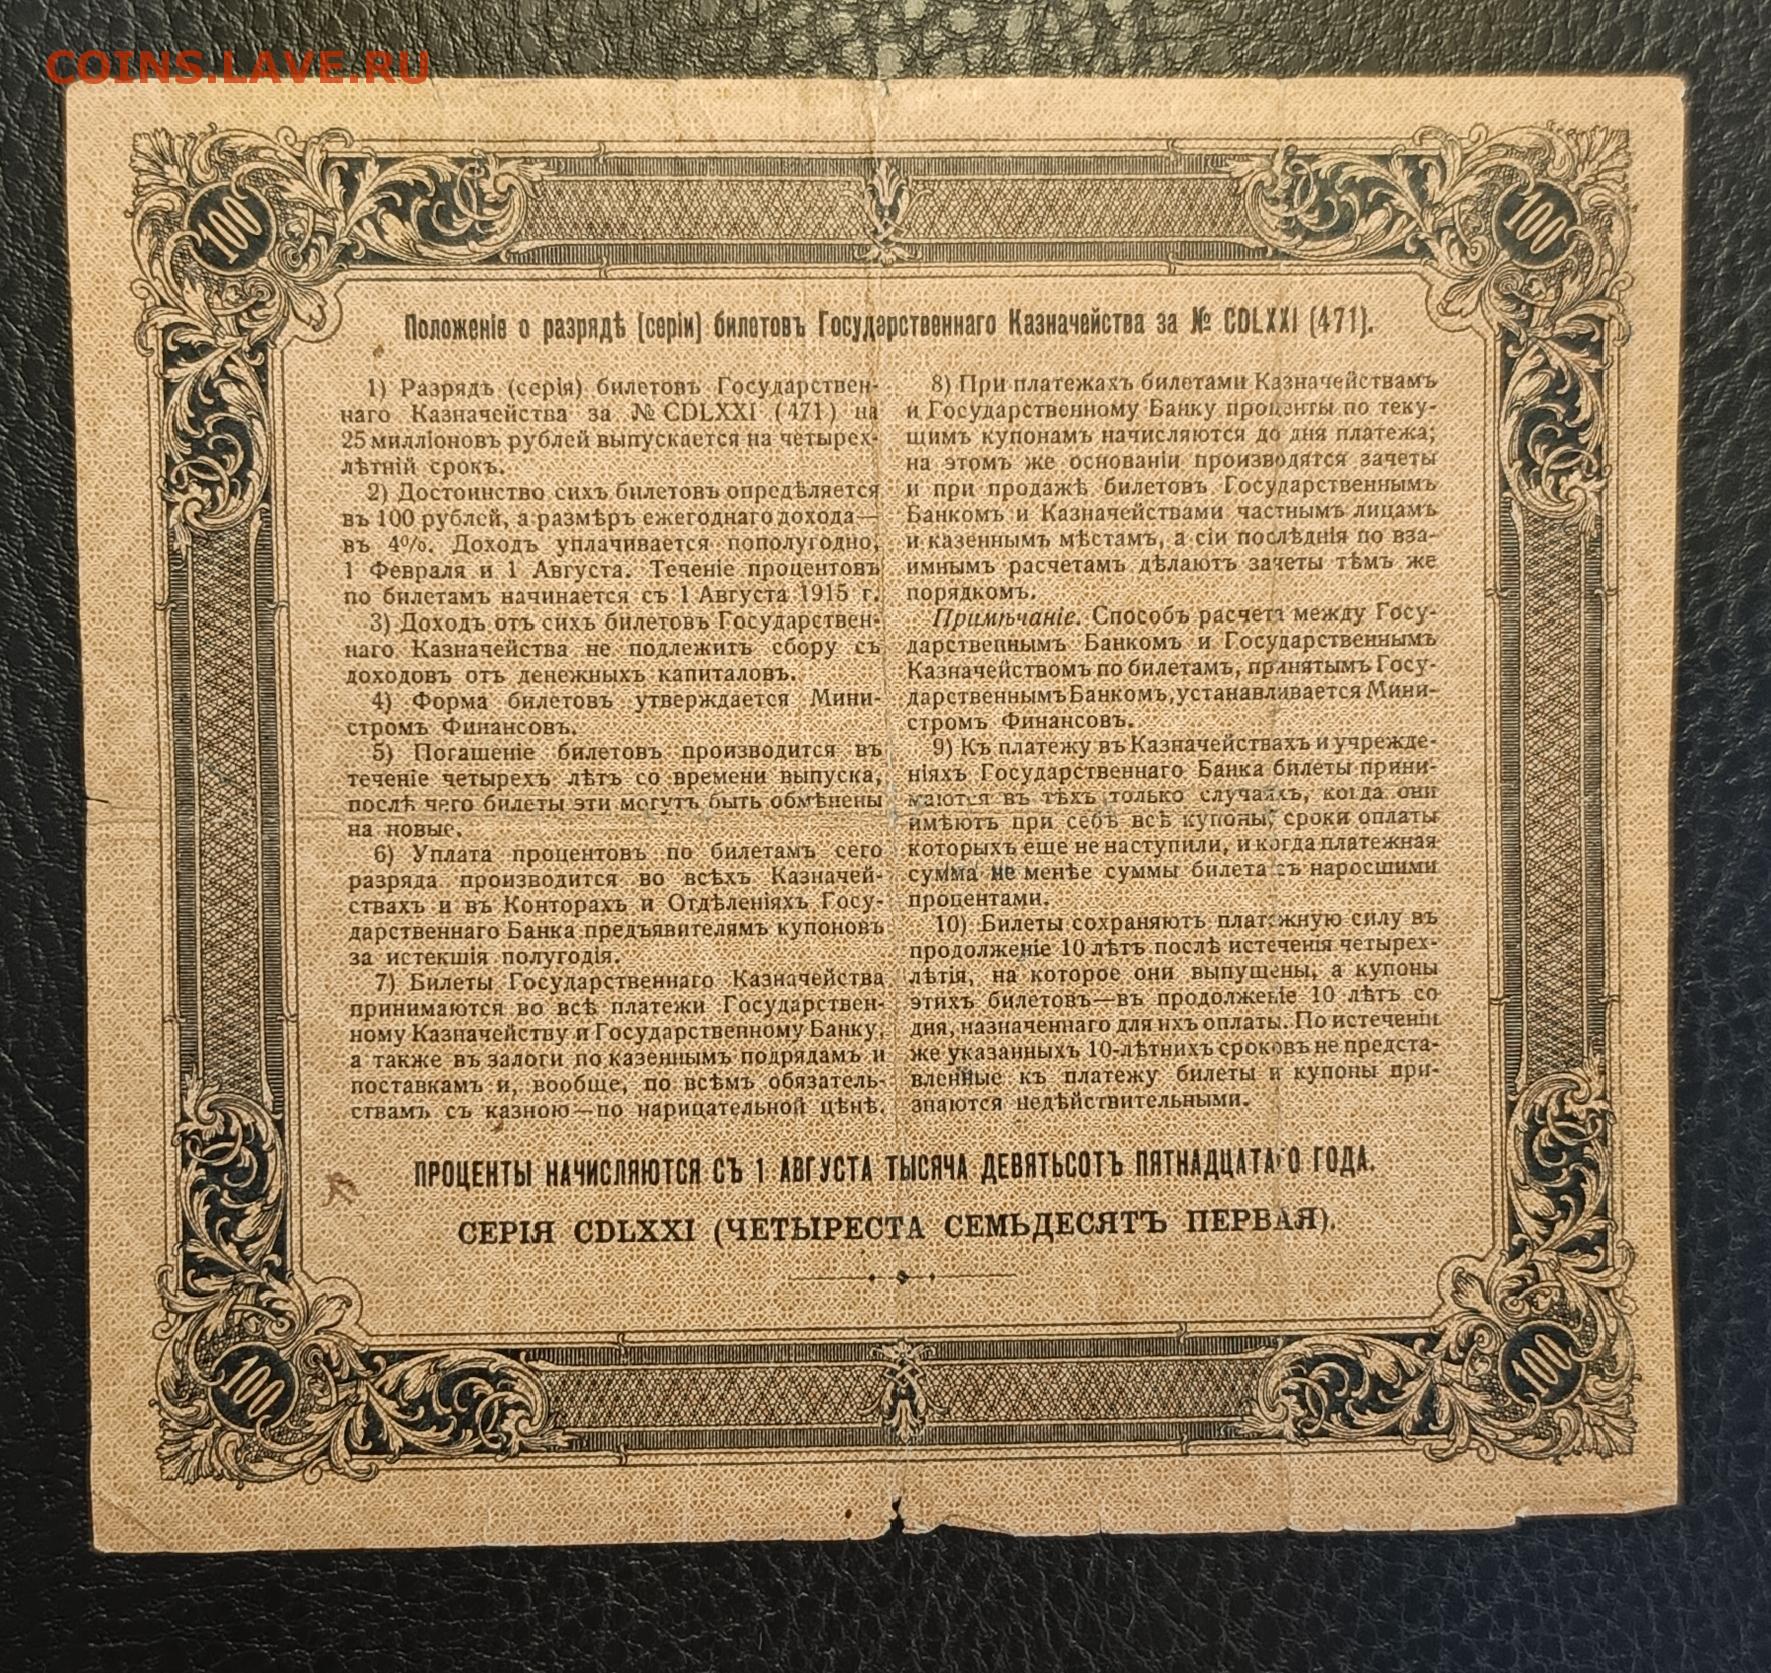 COINS.LAVE.RU
100
100
Положеніе о разрядѣ (серіи) билетовъ Государственнаго Казначейства за № CDLXXI (471).
1) Разрядъ (серія) билетовъ Государствен-
наго Казначейства за № CDLXXI (471) на
25 милліоновъ рублей выпускается на четырех-
лѣтній срокъ.
2) Достоинство сихъ билетовъ опредѣляется
въ 100 рублей, а размѣръ ежегоднаго дохода—
въ 4%. Доходъ уплачивается пополугодно,
1 Февраля и 1 Августа. Теченіе процентовъ
по билетамъ начинается съ 1 Августа 1915 г.
3) Доходъ отъ сихъ билетовъ Государствен-
наго Казначейства не подлежитъ сбору съ
доходовъ отъ денежныхъ капиталовъ.
4) Форма билетовъ утверждается Мини-
стромъ Финансовъ.
5) Погашеніе билетовъ производится въ
теченіе четырехъ лѣтъ со времени выпуска,
послѣ чего билеты эти могутъ быть обмѣнены
на новые.
6) Уплата процентовъ по билетамъ сего
разряда производится во всѣхъ Казначей-
ствахъ и въ Конторахъ и Отдѣленіяхъ Госу-
дарственнаго Банка предъявителямъ купоновъ
за истекшія полугодія.
7) Билеты Государственнаго Казначейства
принимаются во всѣ платежи Государствен-
ному Казначейству и Государственному Банку,
а также въ залоги по казеннымъ подрядамъ и
поставкамъ и, вообще, по всѣмъ обязатель-
ствамъ съ казною—по нарицательной цѣнѣ.
8) При платежахъ билетами Казначействамъ
и Государственному Банку проценты по теку-
щимъ купонамъ начисляются до дня платежа;
на этомъ же основаніи производятся зачеты
и при продажѣ билетовъ Государственнымъ
Банкомъ и Казначействами частнымъ лицамъ
и казеннымъ мѣстамъ, а сіи послѣднія по вза-
имнымъ расчетамъ дѣлаютъ зачеты тѣмъ же
порядкомъ.
Примѣчаніе. Способъ расчета между Госу-
дарственнымъ Банкомъ и Государственнымъ
Казначействомъ по билетамъ, принятымъ Госу-
дарственнымъ Банкомъ, устанавливается Мини-
стромъ Финансовъ.
9) Къ платежу въ Казначействахъ и учрежде-
ніяхъ Государственнаго Банка билеты прини-
маются въ тѣхъ только случаяхъ, когда они
имѣютъ при себѣ всѣ купоны, сроки оплаты
которыхъ еще не наступили, и когда платежная
сумма не менѣе суммы билета съ наросшими
процентами.
10) Билеты сохраняютъ платежную силу въ
продолженіе 10 лѣтъ послѣ истеченія четырех-
лѣтія, на которое они выпущены, а купоны
этихъ билетовъ—въ продолженіе 10 лѣтъ со
дня, назначеннаго для ихъ оплаты. По истеченіи
же указанныхъ 10-лѣтнихъ сроковъ не предста-
вленные къ платежу билеты и купоны при-
знаются недѣйствительными.
ПРОЦЕНТЫ НАЧИСЛЯЮТСЯ СЪ 1 АВГУСТА ТЫСЯЧА ДЕВЯТЬСОТЪ ПЯТНАДЦАТАГО ГОДА.
СЕРІЯ CDLXXI (ЧЕТЫРЕСТА СЕМЬДЕСЯТЪ ПЕРВАЯ).
100
100